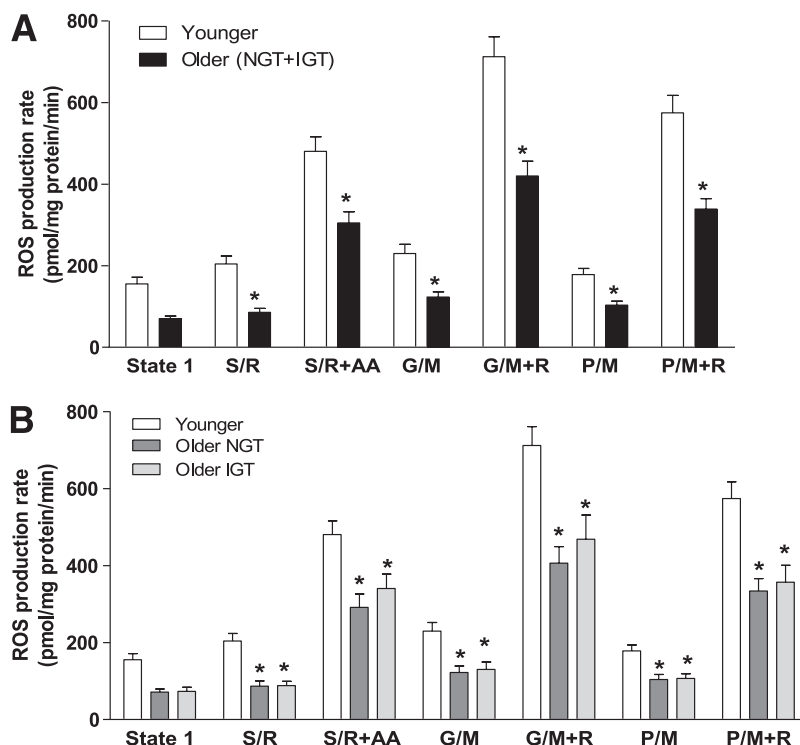 A
800
600
400
200
0
ROS production rate
(pmol/mg protein/min)
Younger
Older (NGT+IGT)
*
*
*
*
*
*
State 1 S/R S/R+AA G/M G/M+R P/M P/M+R
B
800
600
400
200
0
ROS production rate
(pmol/mg protein/min)
Younger
Older NGT
Older IGT
* *
* *
* *
* *
* *
* *
State 1 S/R S/R+AA G/M G/M+R P/M P/M+R